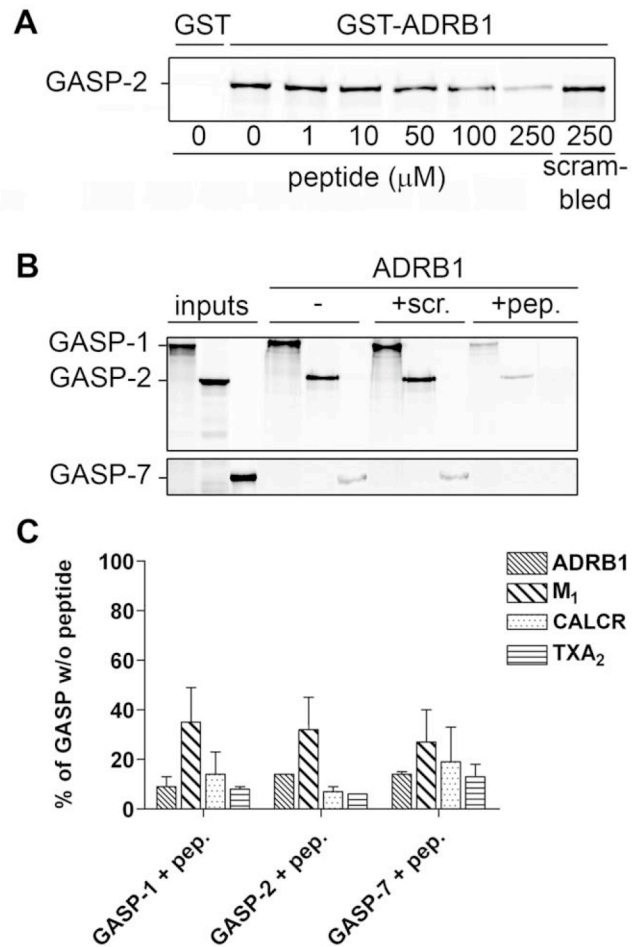 A
GST GST-ADRB1
GASP-2
0 0 1 10 50 100 250 250
peptide (μM) scram-
bled
B
ADRB1
inputs - +scr. +pep.
GASP-1
GASP-2
GASP-7
C
% of GASP w/o peptide
100
80
60
40
20
0
ADRB1
M₁
CALCR
TXA₂
GASP-1 + pep.
GASP-2 + pep.
GASP-7 + pep.